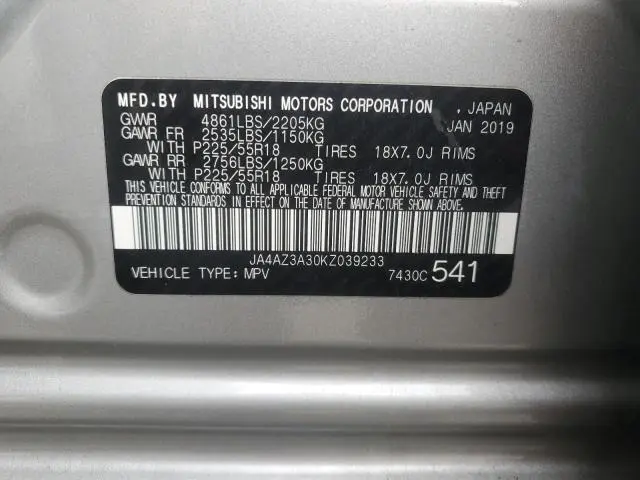 MFD.BY MITSUBISHI MOTORS CORPORATION , JAPAN
GVWR 4861LBS/2205KG JAN 2019
GAWR FR 2535LBS/1150KG
WITH P225/55R18 TIRES 18X7.0J RIMS
GAWR RR 2756LBS/1250KG
WITH P225/55R18 TIRES 18X7.0J RIMS
THIS VEHICLE CONFORMS TO ALL APPLICABLE FEDERAL MOTOR VEHICLE SAFETY AND THEFT
PREVENTION STANDARDS IN EFFECT ON THE DATE OF MANUFACTURE SHOWN ABOVE.
JA4AZ3A30KZ039233
VEHICLE TYPE: MPV 7430C 541